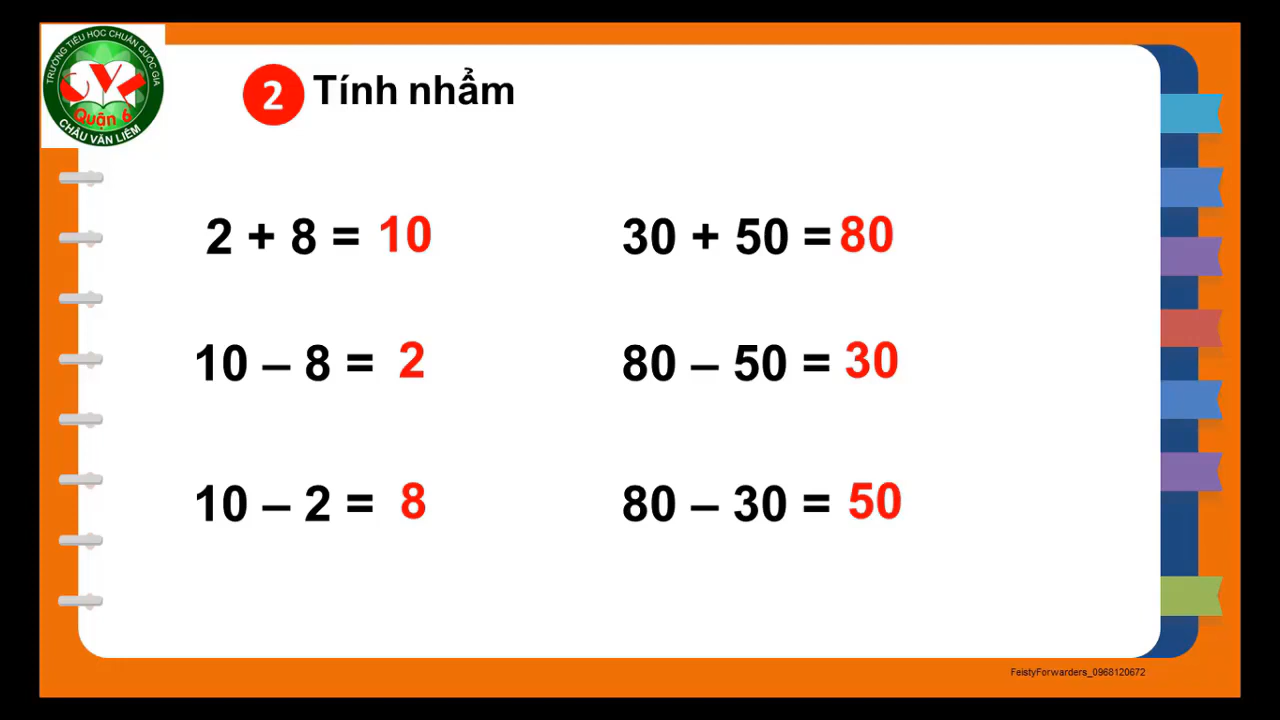 TRƯỜNG TIỂU HỌC CHUẨN QUỐC GIA
Quận 6
CHÂU VĂN LIÊM
2 Tính nhẩm
2 + 8 = 10
10 – 8 = 2
10 – 2 = 8
30 + 50 = 80
80 – 50 = 30
80 – 30 = 50
FeistyForwarders_0968120672